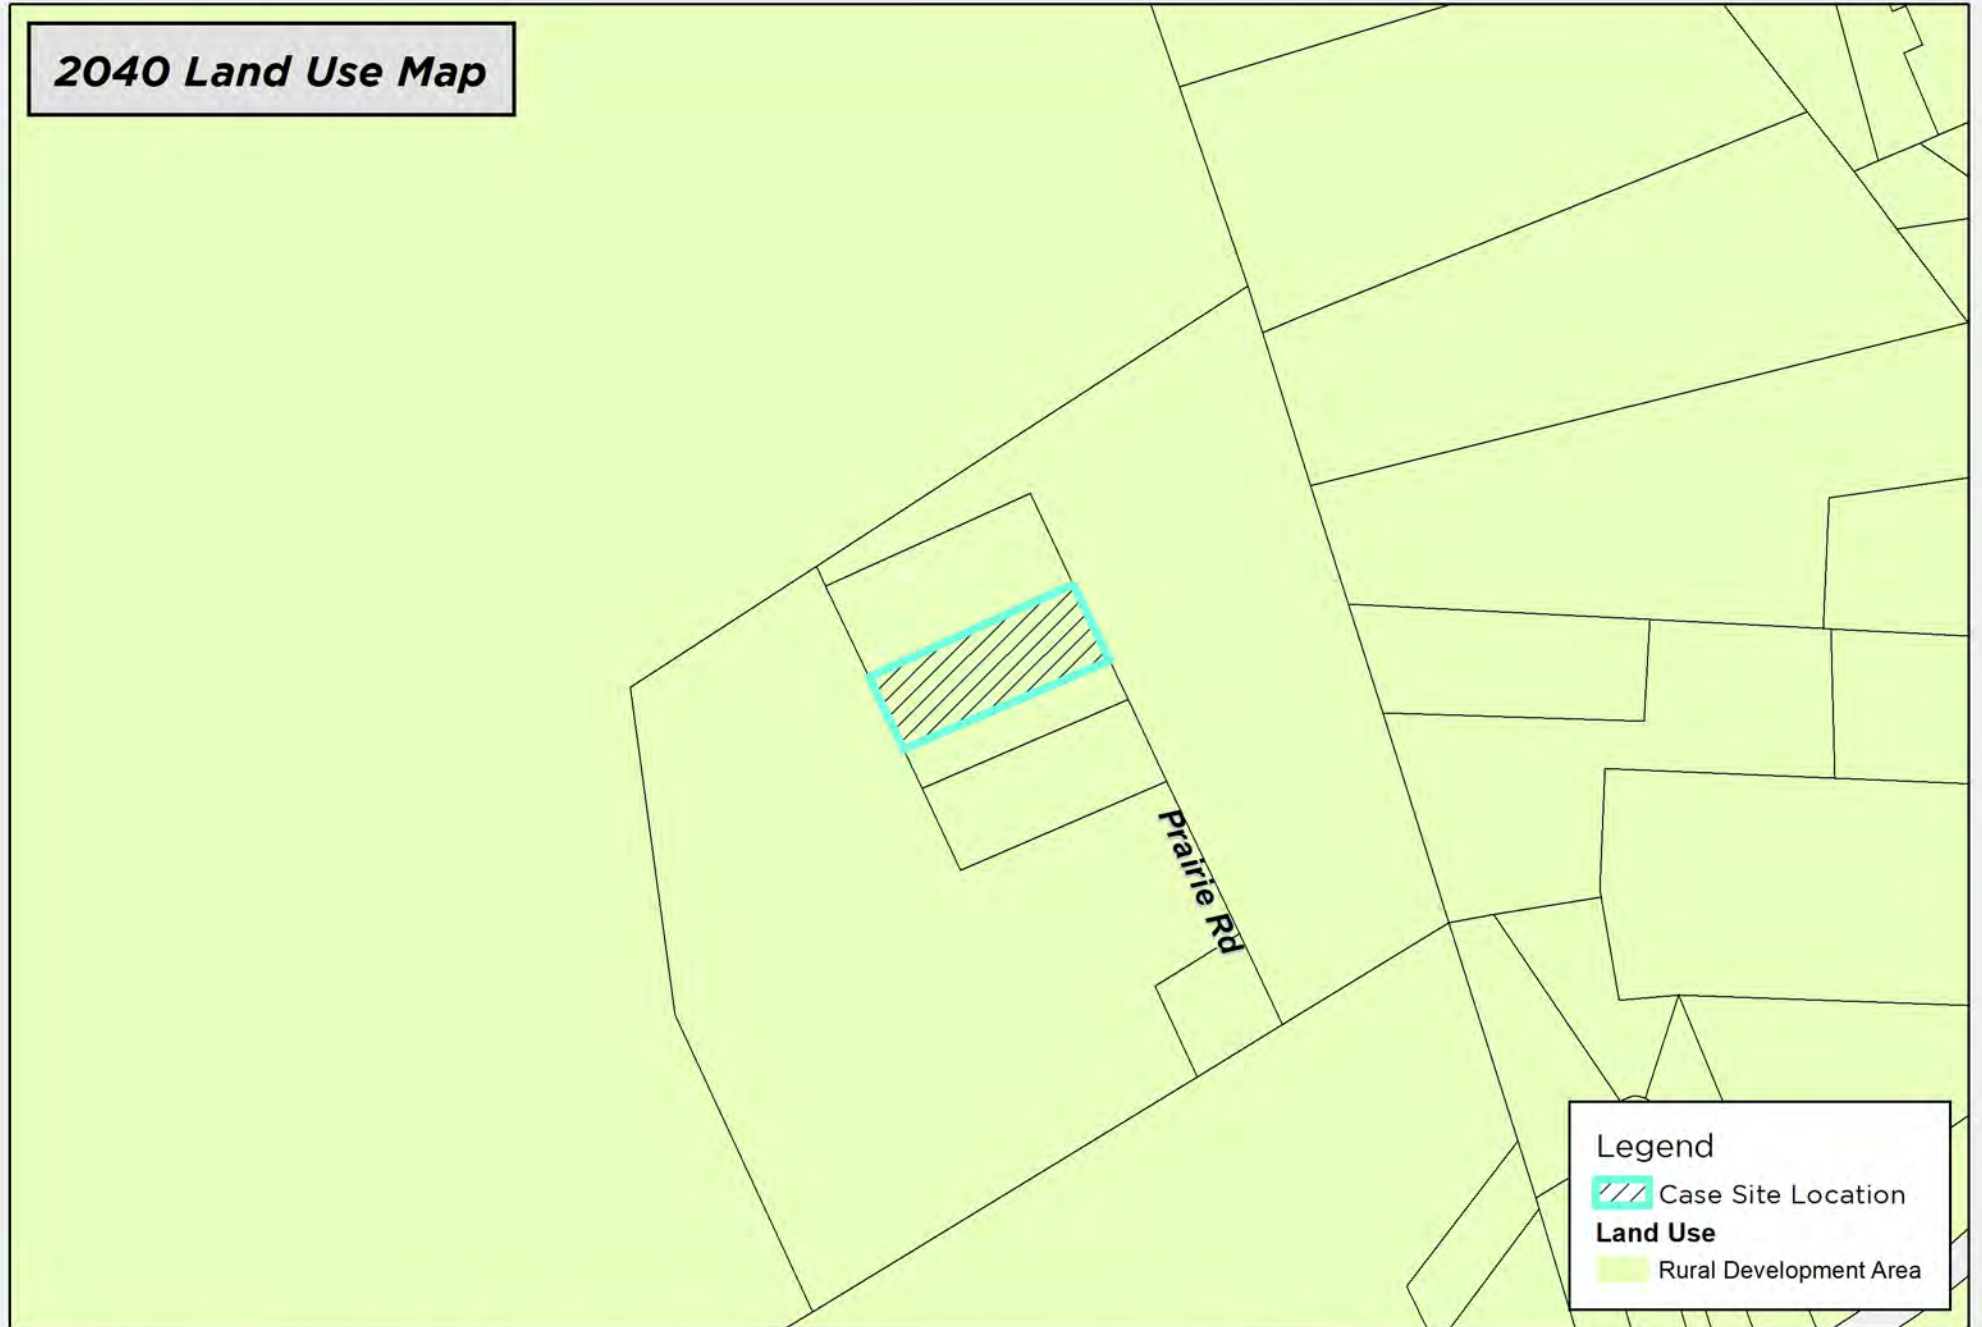 2040 Land Use Map
Prairie Rd
Legend
Case Site Location
Land Use
Rural Development Area